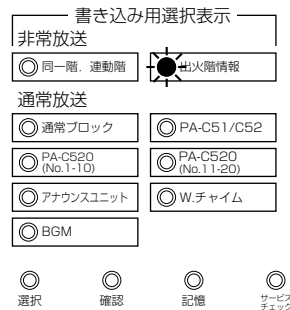 書き込み用選択表示
非常放送
同一階．連動階
出火階情報
通常放送
通常ブロック
PA-C51/C52
PA-C520
(No.1-10)
PA-C520
(No.11-20)
アナウンスユニット
W.チャイム
BGM
選択
確認
記憶
サービス
チェック